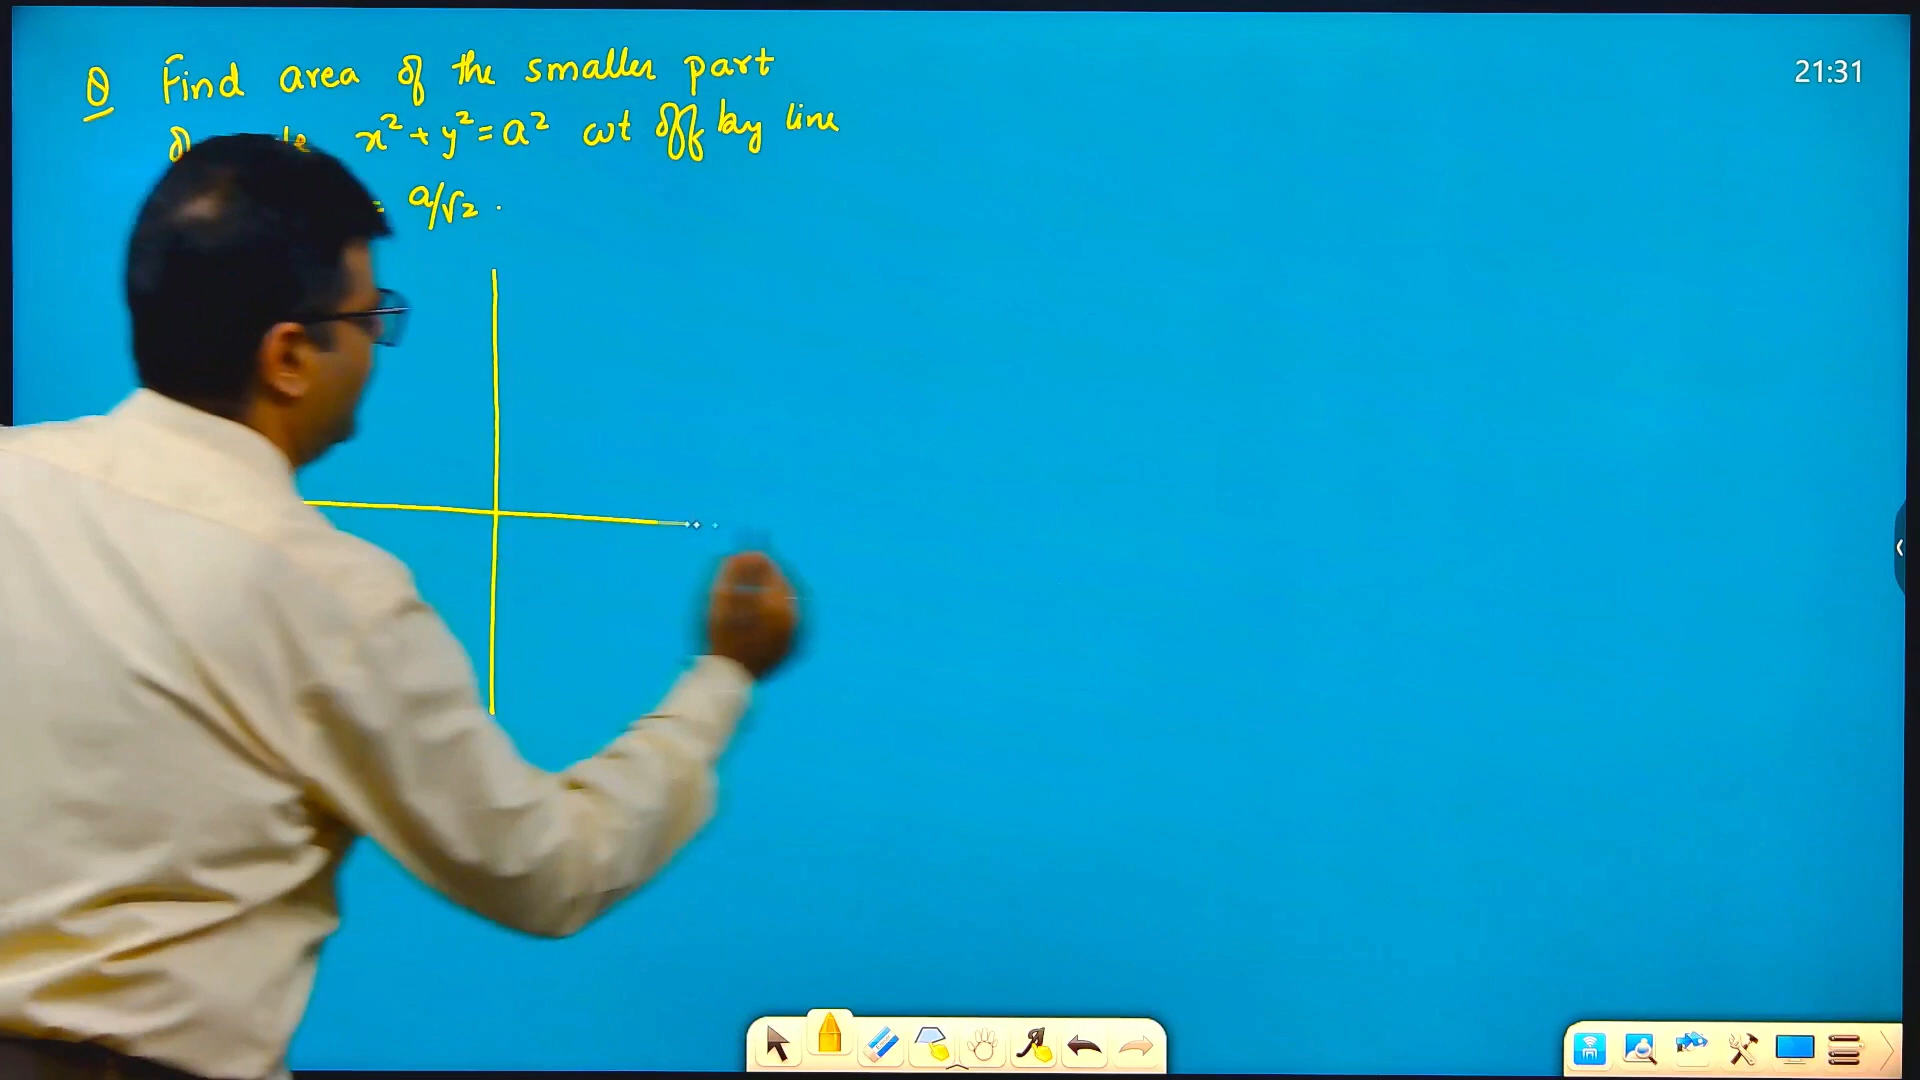 Q Find area of the smaller part
x² + y² = a² cut off by line
= a/√2 .
21:31